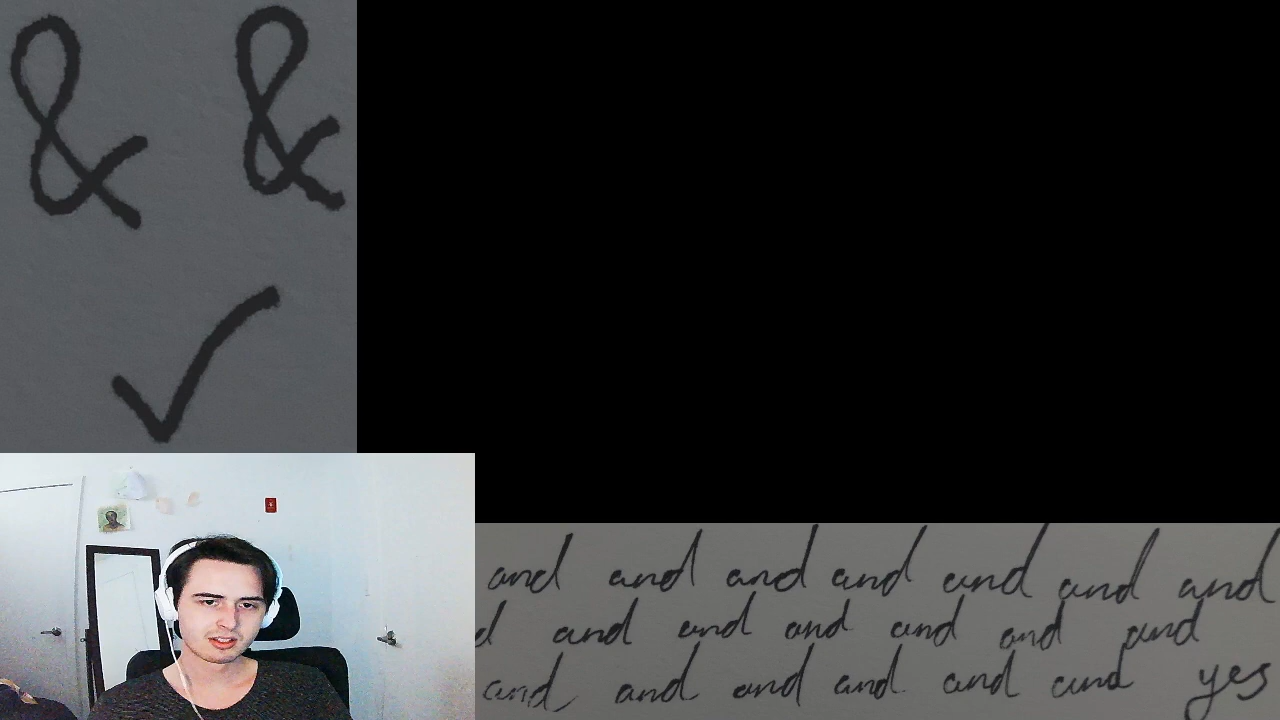 & &
✓
and and and and and and and
d and and and and and and
and and and and and and yes